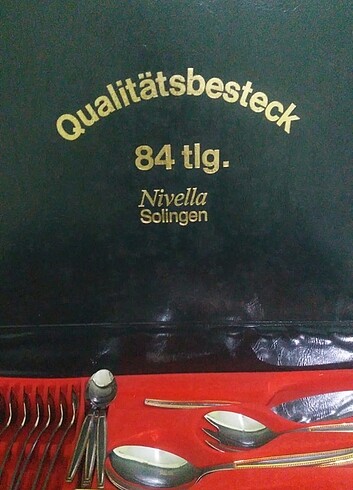 Qualitätsbesteck
84 tlg.
Nivella
Solingen